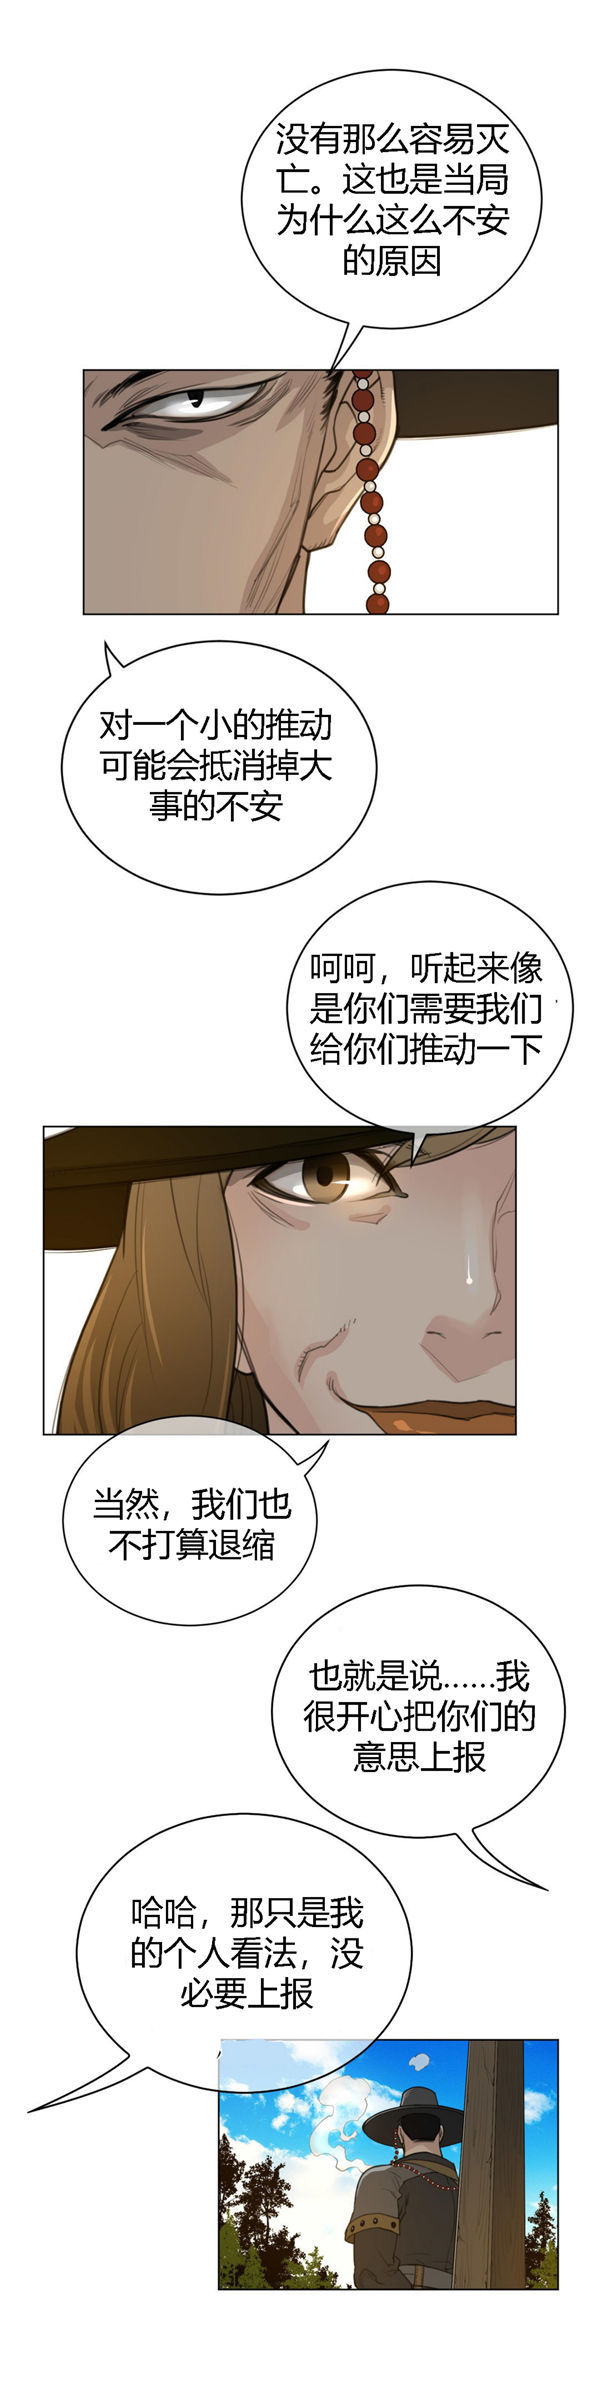 没有那么容易灭
亡。这也是当局
为什么这么不安
的原因
对一个小的推动
可能会抵消掉大
事的不安
呵呵，听起来像
是你们需要我们
给你们推动一下
当然，我们也
不打算退缩
也就是说……我
很开心把你们的
意思上报
哈哈，那只是我
的个人看法，没
必要上报